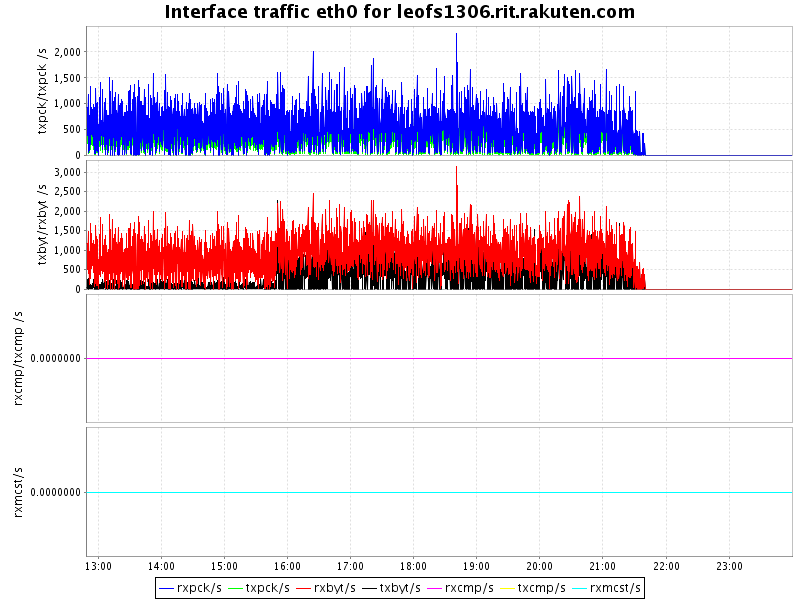 Interface traffic eth0 for leofs1306.rit.rakuten.com
txpck/txpck /s
2,000
1,500
1,000
500
0
txbyt/rxbyt /s
3,000
2,500
2,000
1,500
1,000
500
0
rxcmp/txcmp /s
0.0000000
rxmcst/s
0.0000000
13:00 14:00 15:00 16:00 17:00 18:00 19:00 20:00 21:00 22:00 23:00
rxpck/s txpck/s rxbyt/s txbyt/s rxcmp/s txcmp/s rxmcst/s